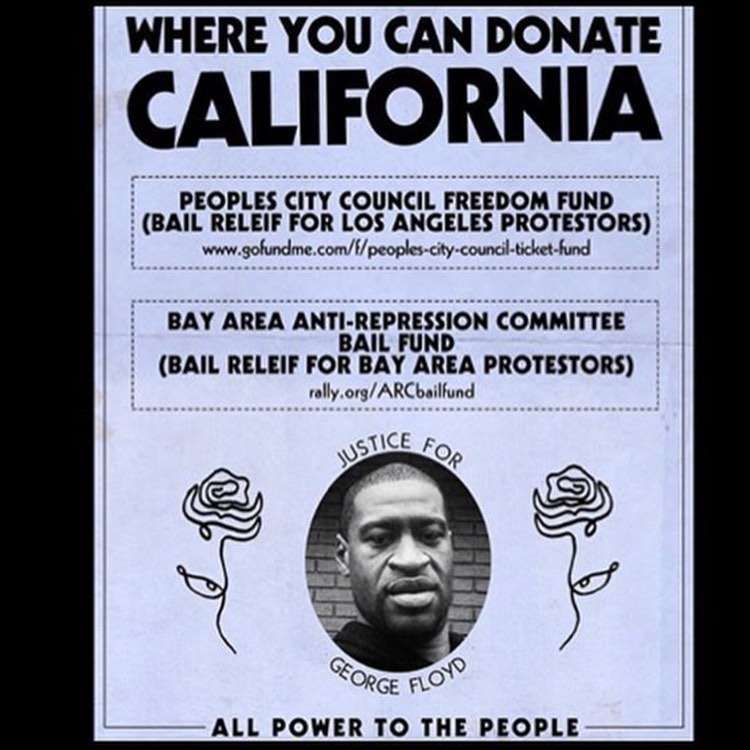 WHERE YOU CAN DONATE
CALIFORNIA
PEOPLES CITY COUNCIL FREEDOM FUND
(BAIL RELEIF FOR LOS ANGELES PROTESTORS)
www.gofundme.com/f/peoples-city-council-ticket-fund
BAY AREA ANTI-REPRESSION COMMITTEE
BAIL FUND
(BAIL RELEIF FOR BAY AREA PROTESTORS)
rally.org/ARCbailfund
JUSTICE FOR
GEORGE FLOYD
ALL POWER TO THE PEOPLE